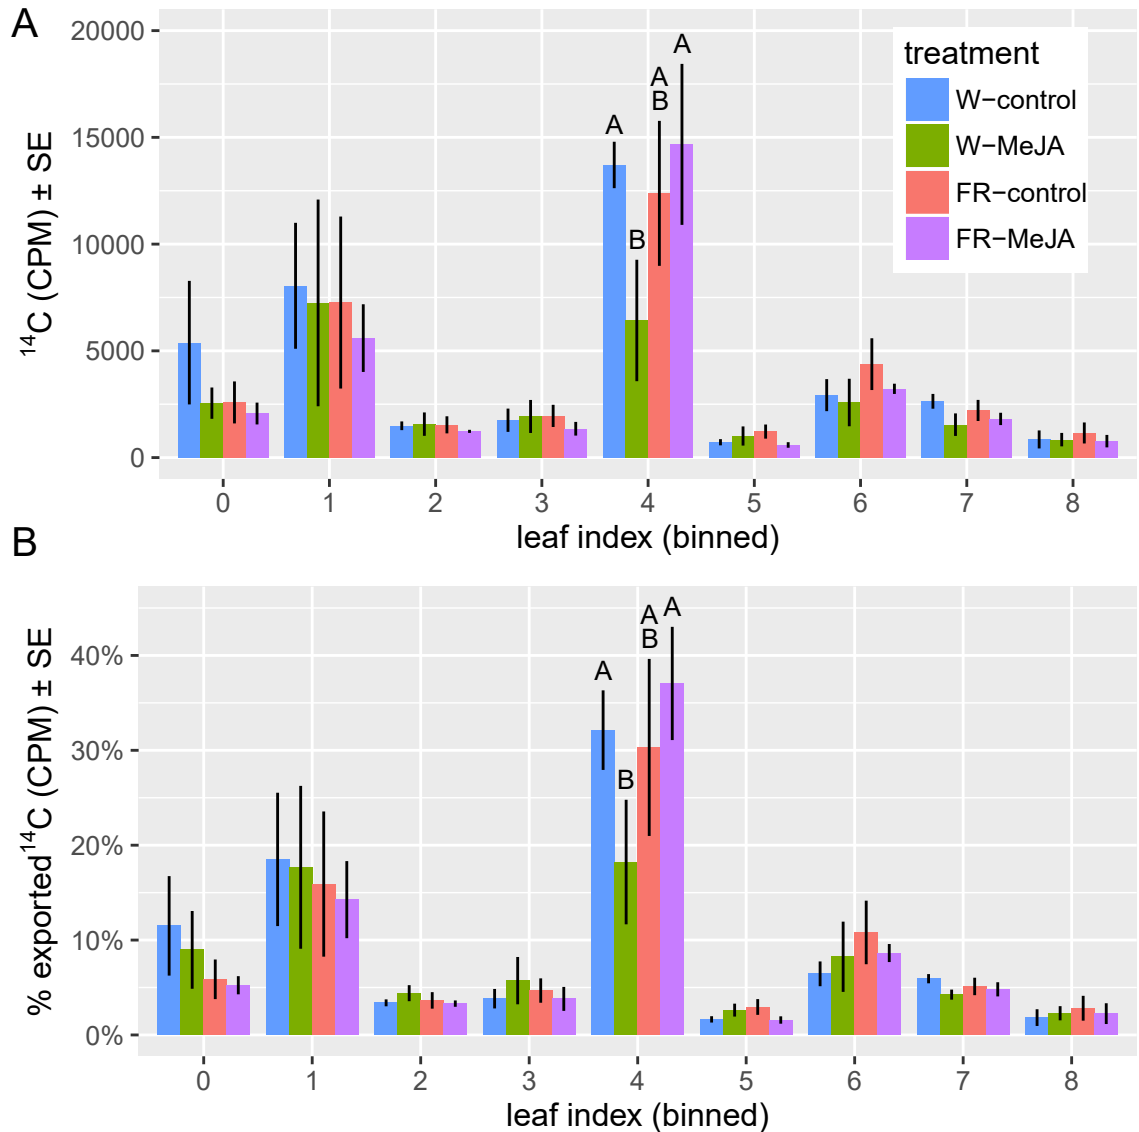 A
20000
15000
10000
5000
0
¹⁴C (CPM) ± SE
A
B
A
B
A
treatment
W−control
W−MeJA
FR−control
FR−MeJA
0 1 2 3 4 5 6 7 8
leaf index (binned)
B
40%
30%
20%
10%
0%
% exported¹⁴C (CPM) ± SE
A
B
A
B
A
0 1 2 3 4 5 6 7 8
leaf index (binned)